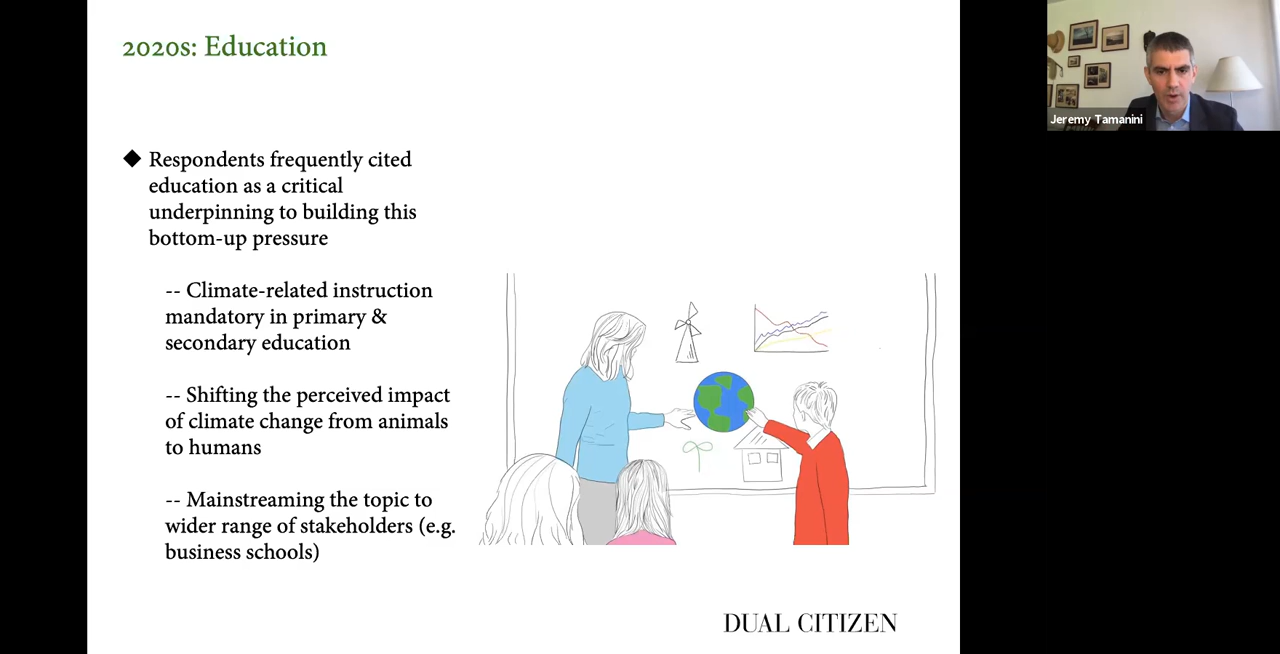 2020s: Education
◆ Respondents frequently cited
education as a critical
underpinning to building this
bottom-up pressure
-- Climate-related instruction
mandatory in primary &
secondary education
-- Shifting the perceived impact
of climate change from animals
to humans
-- Mainstreaming the topic to
wider range of stakeholders (e.g.
business schools)
DUAL CITIZEN
Jeremy Tamanini